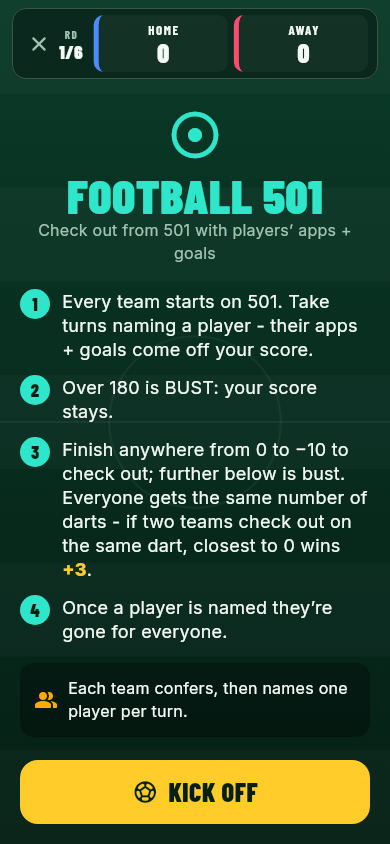 RD
1/6
HOME
0
AWAY
0
FOOTBALL 501
Check out from 501 with players’ apps +
goals
1
Every team starts on 501. Take
turns naming a player - their apps
+ goals come off your score.
2
Over 180 is BUST: your score
stays.
3
Finish anywhere from 0 to −10 to
check out; further below is bust.
Everyone gets the same number of
darts - if two teams check out on
the same dart, closest to 0 wins
+3.
4
Once a player is named they’re
gone for everyone.
Each team confers, then names one
player per turn.
KICK OFF